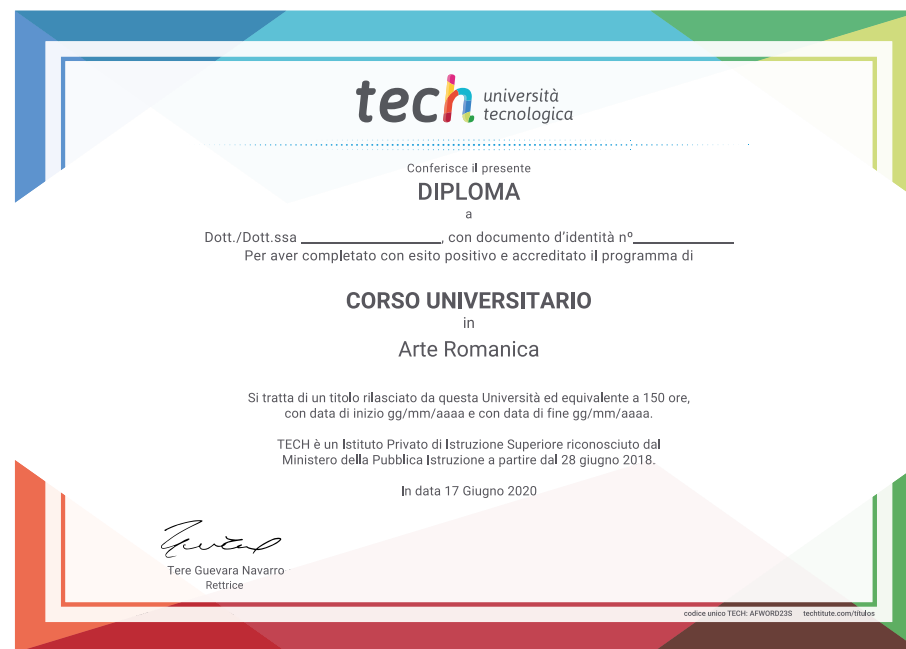 tech università
tecnologica
Conferisce il presente
DIPLOMA
a
Dott./Dott.ssa ____________________, con documento d'identità nº______________
Per aver completato con esito positivo e accreditato il programma di
CORSO UNIVERSITARIO
in
Arte Romanica
Si tratta di un titolo rilasciato da questa Università ed equivalente a 150 ore,
con data di inizio gg/mm/aaaa e con data di fine gg/mm/aaaa.
TECH è un Istituto Privato di Istruzione Superiore riconosciuto dal
Ministero della Pubblica Istruzione a partire dal 28 giugno 2018.
In data 17 Giugno 2020
Tere Guevara Navarro
Rettrice
codice unico TECH: AFWORD23S techtitute.com/titulos